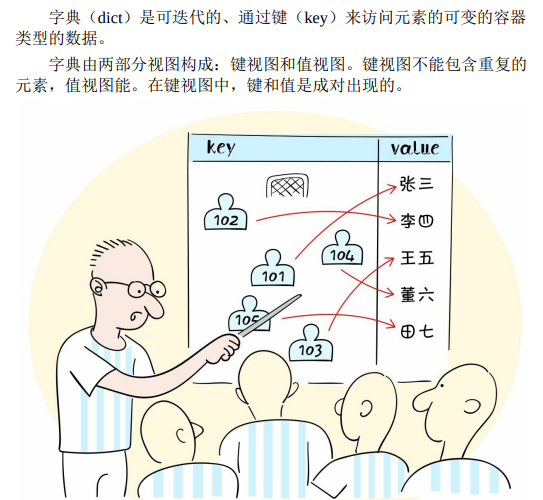 字典（dict）是可迭代的、通过键（key）来访问元素的可变的容器
类型的数据。
字典由两部分视图构成：键视图和值视图。键视图不能包含重复的
元素，值视图能。在键视图中，键和值是成对出现的。
key value
张三
102 李四
104 王五
101
董六
105 田七
103